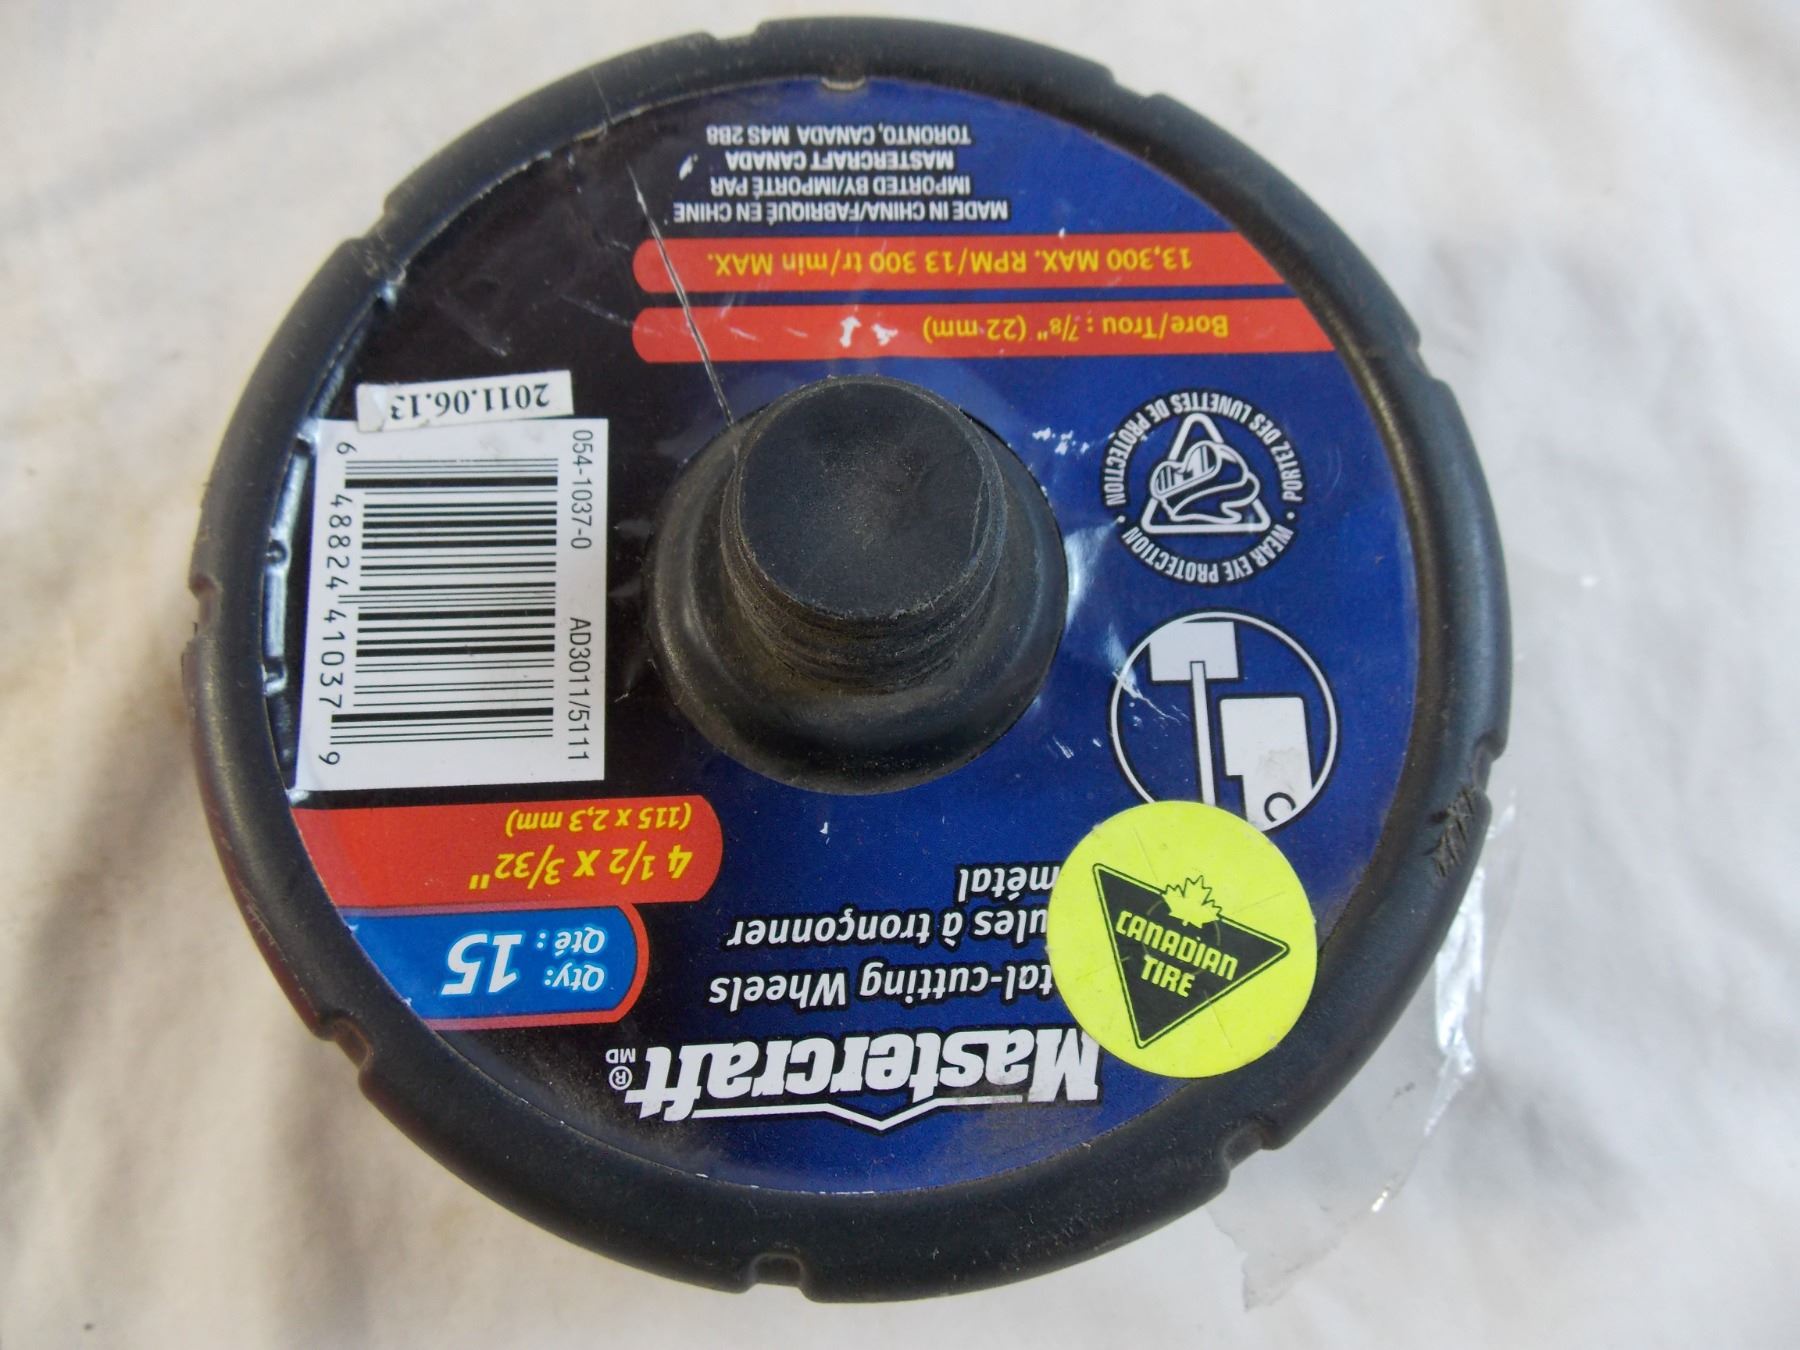 Mastercraft® MD
tal-cutting Wheels
ules à tronçonner
métal
Qty: 15
Qté :
4 1/2 x 3/32"
(115 x 2,3 mm)
CANADIAN
TIRE
WEAR EYE PROTECTION • PORTEZ DES LUNETTES DE PROTECTION •
054-1037-0 AD3011/5111
6 48824 41037 9
2011.06.13
Bore/Trou : 7/8" (22 mm)
13,300 MAX. RPM/13 300 tr/min MAX.
MADE IN CHINA/FABRIQUÉ EN CHINE
IMPORTED BY/IMPORTÉ PAR
MASTERCRAFT CANADA
TORONTO, CANADA M4S 2B8